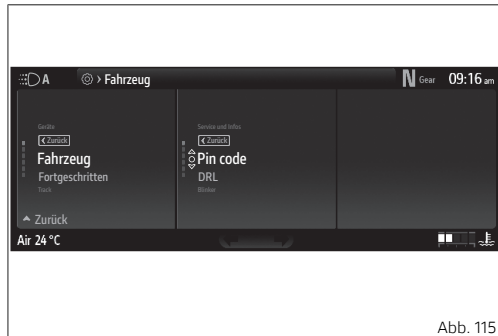 A > Fahrzeug N Gear 09:16 am
Geräte
Zurück
Fahrzeug
Fortgeschritten
Track
Zurück
Service und Infos
Zurück
Pin code
DRL
Blinker
Air 24 °C
Abb. 115